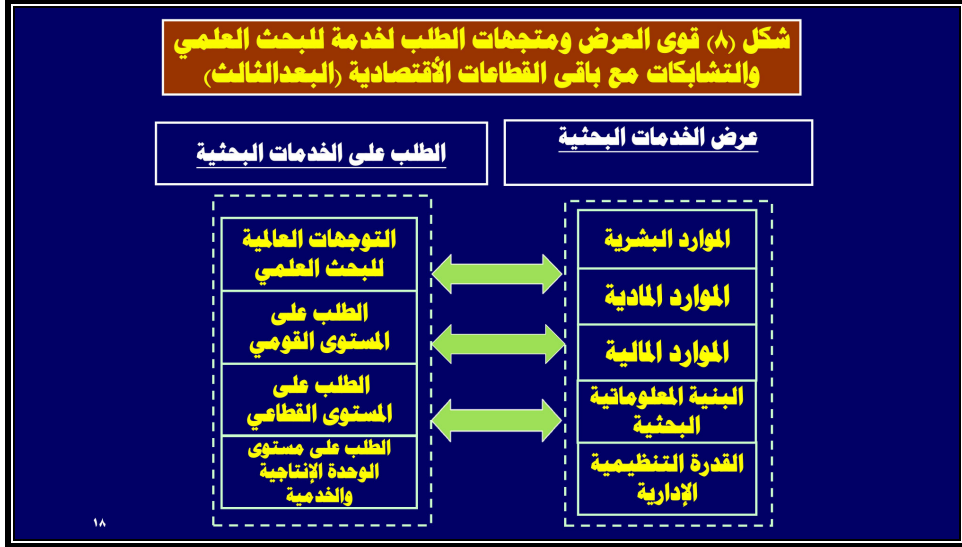 شكل (٨) قوى العرض ومتجهات الطلب لخدمة للبحث العلمي
والتشابكات مع باقى القطاعات الأقتصادية (البعدالثالث)
عرض الخدمات البحثية
الموارد البشرية
الموارد المادية
الموارد المالية
البنية المعلوماتية
البحثية
القدرة التنظيمية
الإدارية
الطلب على الخدمات البحثية
التوجهات العالمية
للبحث العلمي
الطلب على
المستوى القومي
الطلب على
المستوى القطاعي
الطلب على مستوى
الوحدة الإنتاجية
والخدمية
١٨